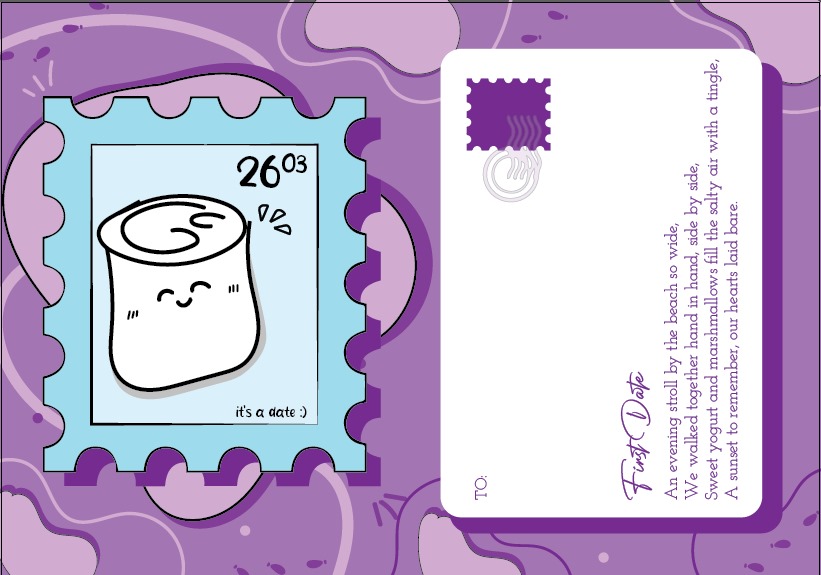 26 03
it's a date :)
TO:
First Date
An evening stroll by the beach so wide,
We walked together hand in hand, side by side,
Sweet yogurt and marshmallows fill the salty air with a tingle,
A sunset to remember, our hearts laid bare.